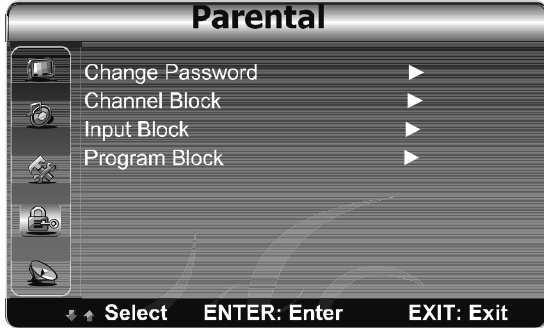 Parental
Change Password ►
Channel Block ►
Input Block ►
Program Block ►
Select ENTER: Enter EXIT: Exit